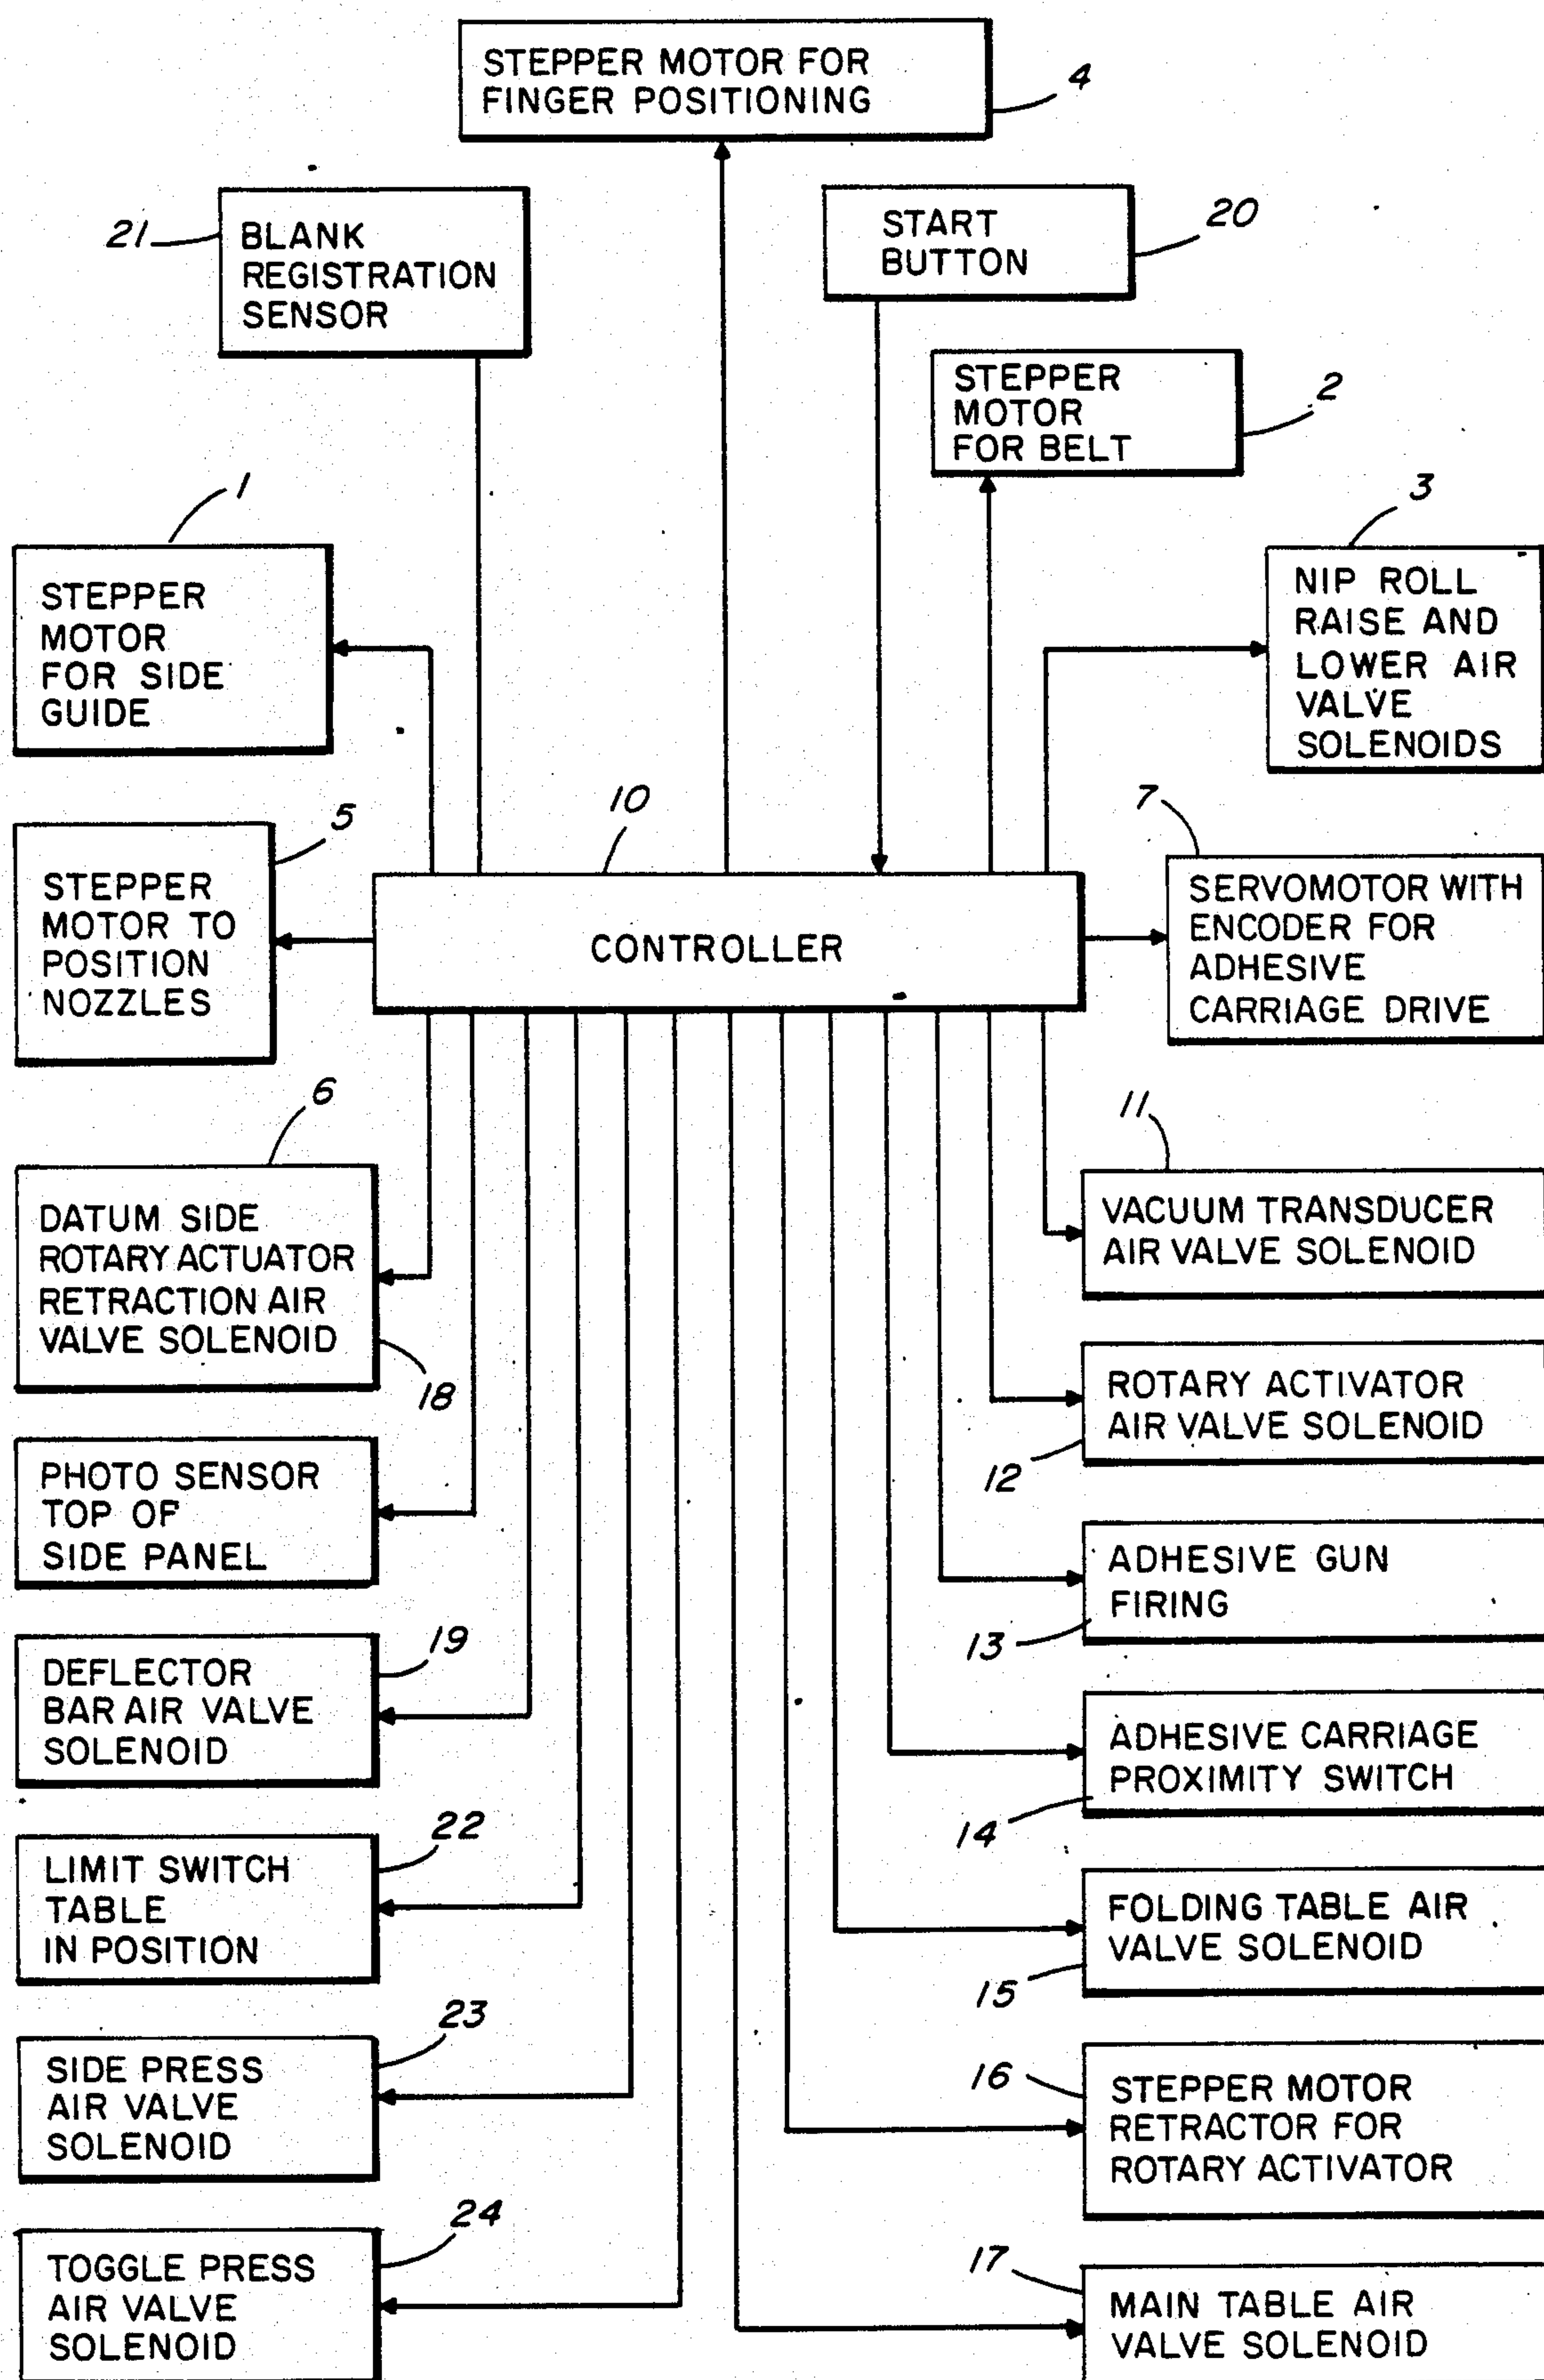 STEPPER MOTOR FOR
FINGER POSITIONING
4
21
BLANK
REGISTRATION
SENSOR
START
BUTTON
20
STEPPER
MOTOR
FOR BELT
2
1
STEPPER
MOTOR
FOR SIDE
GUIDE
3
NIP ROLL
RAISE AND
LOWER AIR
VALVE
SOLENOIDS
5
STEPPER
MOTOR TO
POSITION
NOZZLES
10
CONTROLLER
7
SERVOMOTOR WITH
ENCODER FOR
ADHESIVE
CARRIAGE DRIVE
6
DATUM SIDE
ROTARY ACTUATOR
RETRACTION AIR
VALVE SOLENOID
18
11
VACUUM TRANSDUCER
AIR VALVE SOLENOID
ROTARY ACTIVATOR
AIR VALVE SOLENOID
12
PHOTO SENSOR
TOP OF
SIDE PANEL
ADHESIVE GUN
FIRING
13
19
DEFLECTOR
BAR AIR VALVE
SOLENOID
ADHESIVE CARRIAGE
PROXIMITY SWITCH
14
22
LIMIT SWITCH
TABLE
IN POSITION
FOLDING TABLE AIR
VALVE SOLENOID
15
23
SIDE PRESS
AIR VALVE
SOLENOID
16
STEPPER MOTOR
RETRACTOR FOR
ROTARY ACTIVATOR
24
TOGGLE PRESS
AIR VALVE
SOLENOID
17
MAIN TABLE AIR
VALVE SOLENOID